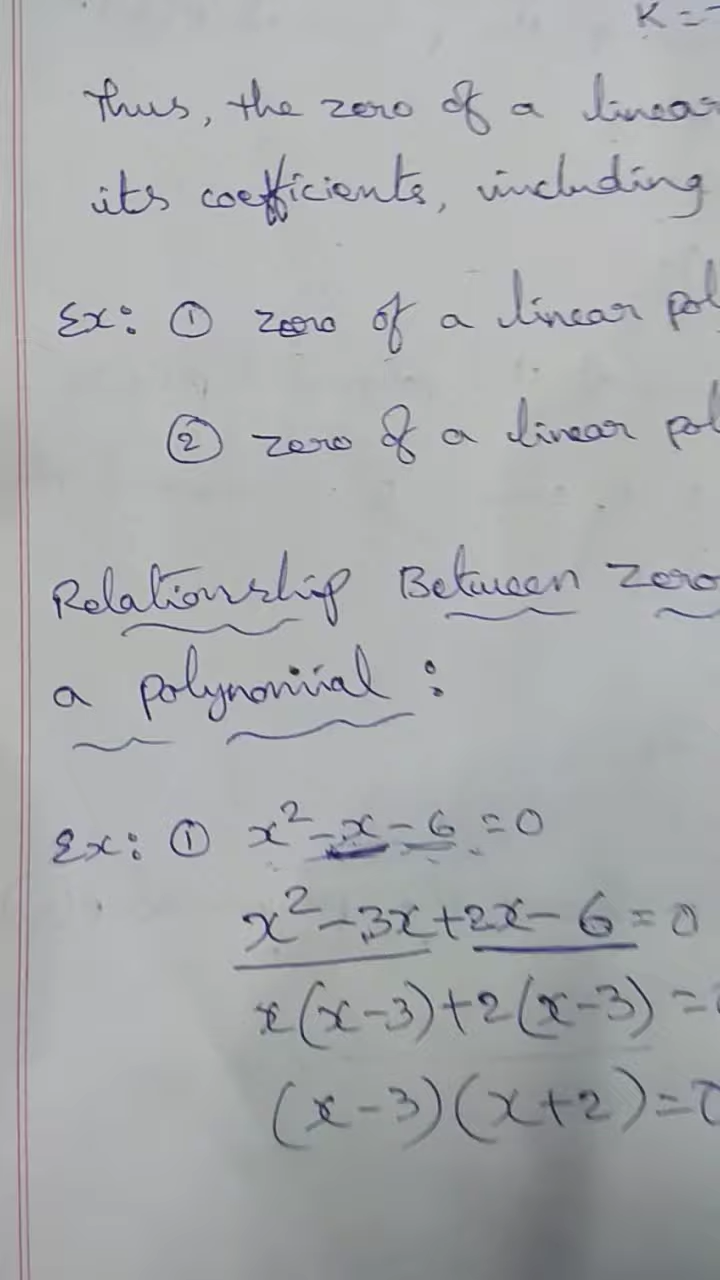 K =
Thus, the zero of a linear
its coefficients, including
Ex: ① zero of a linear pol
② zero of a linear pol
Relationship Between zero
a polynomial :
Ex: ① x² - x - 6 = 0
x² - 3x + 2x - 6 = 0
x(x-3) + 2(x-3) =
(x-3)(x+2) = 0